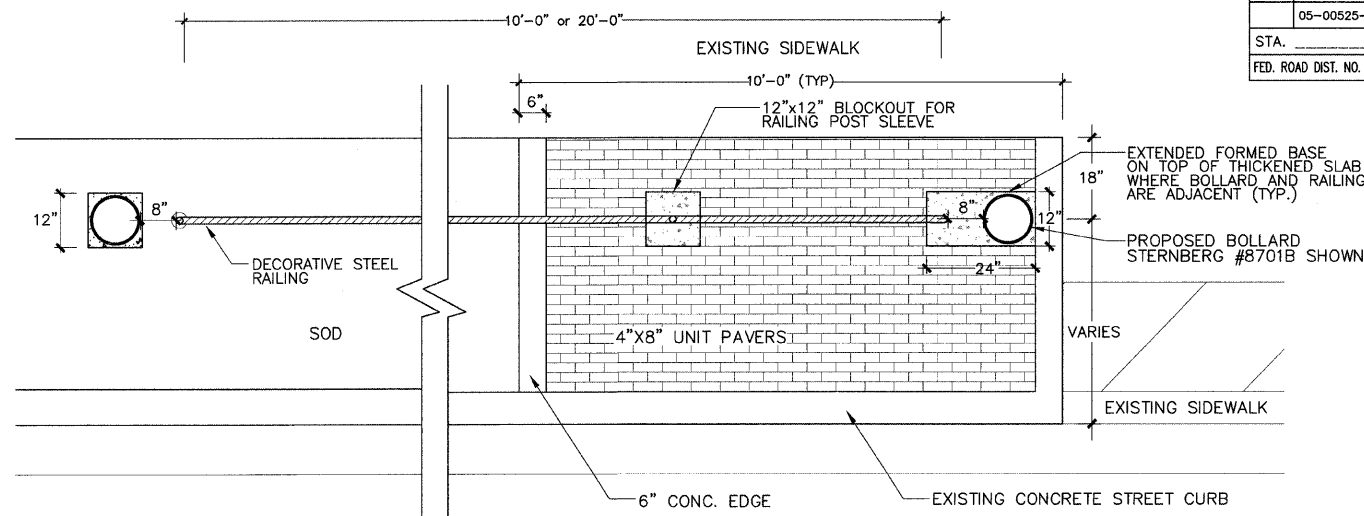 05-00525-
STA.
FED. ROAD DIST. NO.
10'-0" or 20'-0"
EXISTING SIDEWALK
10'-0" (TYP)
6"
12"x12" BLOCKOUT FOR
RAILING POST SLEEVE
EXTENDED FORMED BASE
ON TOP OF THICKENED SLAB
WHERE BOLLARD AND RAILING
ARE ADJACENT (TYP.)
18"
12"
8"
8"
12"
PROPOSED BOLLARD
STERNBERG #8701B SHOWN
DECORATIVE STEEL
RAILING
24"
SOD
4"X8" UNIT PAVERS
VARIES
EXISTING SIDEWALK
6" CONC. EDGE
EXISTING CONCRETE STREET CURB